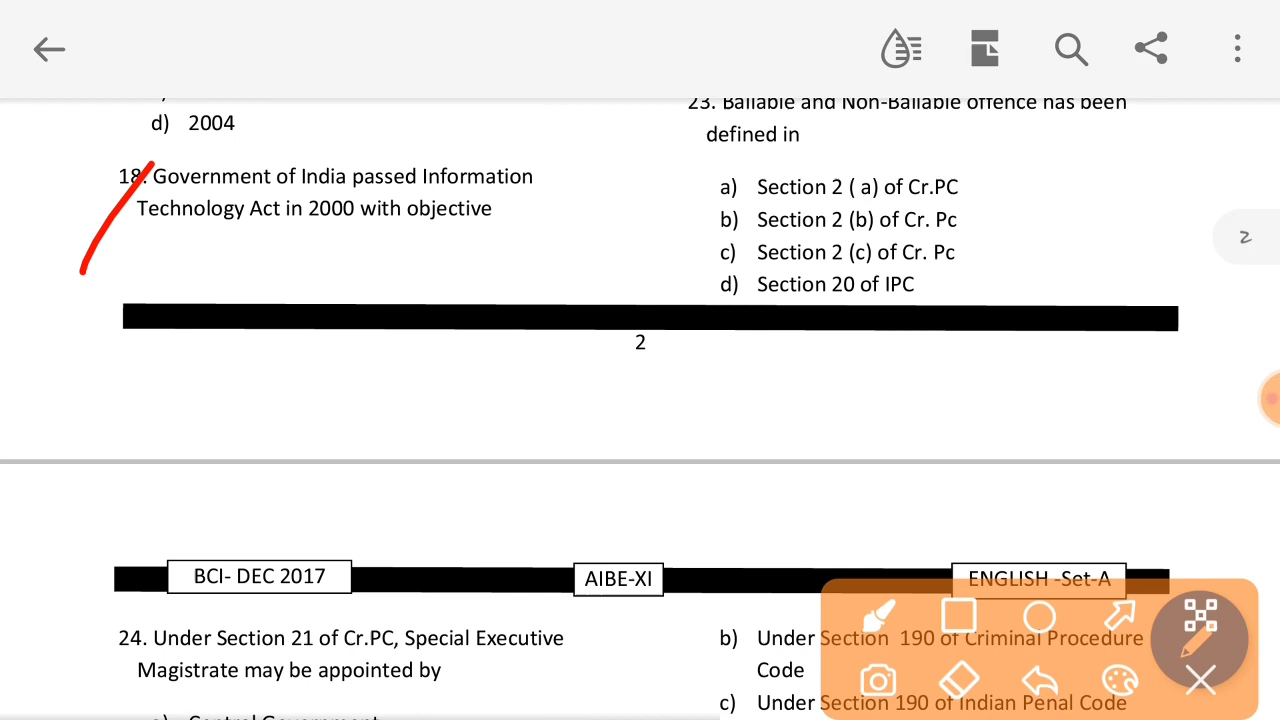 d) 2004
18. Government of India passed Information
Technology Act in 2000 with objective
23. Bailable and Non-Bailable offence has been
defined in
a) Section 2 ( a) of Cr.PC
b) Section 2 (b) of Cr. Pc
c) Section 2 (c) of Cr. Pc
d) Section 20 of IPC
2
2
BCI- DEC 2017
AIBE-XI
ENGLISH -Set-A
24. Under Section 21 of Cr.PC, Special Executive
Magistrate may be appointed by
a) Central Government
b) Under Section 190 of Criminal Procedure
Code
c) Under Section 190 of Indian Penal Code